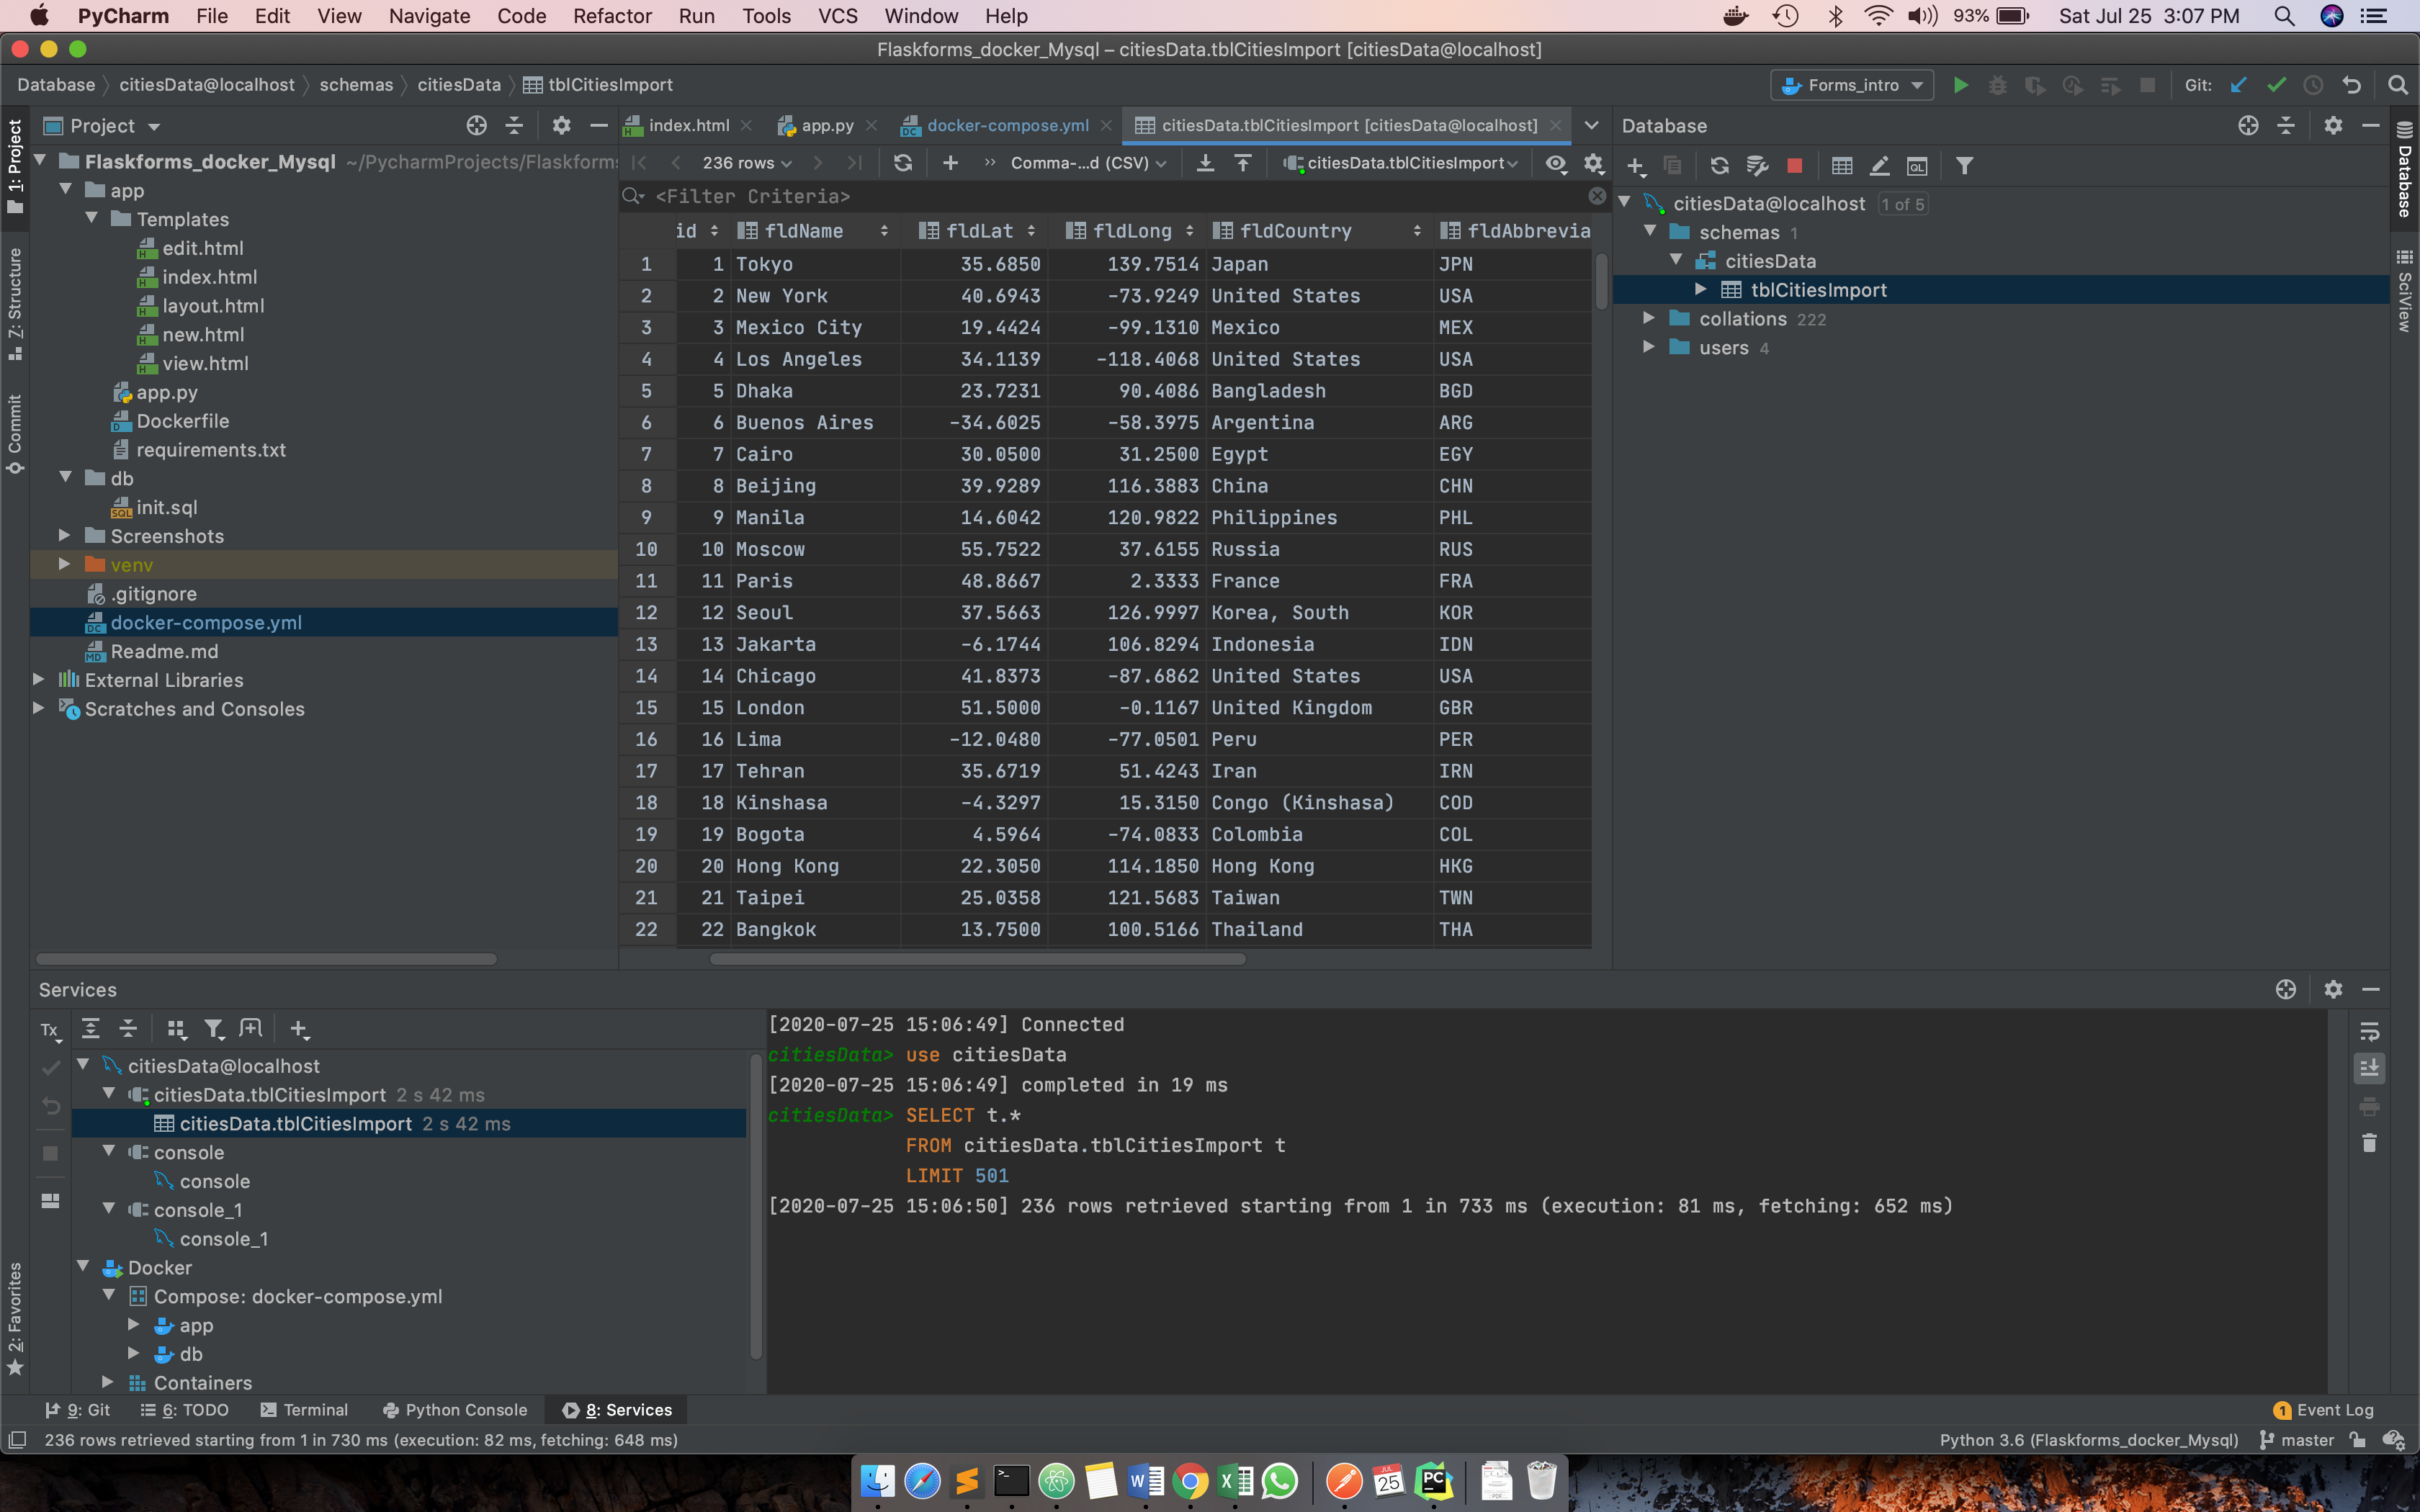 PyCharm File Edit View Navigate Code Refactor Run Tools VCS Window Help 93% Sat Jul 25 3:07 PM
Flaskforms_docker_Mysql – citiesData.tblCitiesImport [citiesData@localhost]
Database citiesData@localhost schemas citiesData tblCitiesImport Forms_intro Git:
1: Project
Z: Structure
Commit
2: Favorites
Project
Flaskforms_docker_Mysql ~/PycharmProjects/Flaskforms
app
Templates
edit.html
index.html
layout.html
new.html
view.html
app.py
Dockerfile
requirements.txt
db
init.sql
Screenshots
venv
.gitignore
docker-compose.yml
Readme.md
External Libraries
Scratches and Consoles
index.html app.py docker-compose.yml citiesData.tblCitiesImport [citiesData@localhost]
236 rows Comma-...d (CSV) citiesData.tblCitiesImport
<Filter Criteria>
id fldName fldLat fldLong fldCountry fldAbbrevia
1 1 Tokyo 35.6850 139.7514 Japan JPN
2 2 New York 40.6943 -73.9249 United States USA
3 3 Mexico City 19.4424 -99.1310 Mexico MEX
4 4 Los Angeles 34.1139 -118.4068 United States USA
5 5 Dhaka 23.7231 90.4086 Bangladesh BGD
6 6 Buenos Aires -34.6025 -58.3975 Argentina ARG
7 7 Cairo 30.0500 31.2500 Egypt EGY
8 8 Beijing 39.9289 116.3883 China CHN
9 9 Manila 14.6042 120.9822 Philippines PHL
10 10 Moscow 55.7522 37.6155 Russia RUS
11 11 Paris 48.8667 2.3333 France FRA
12 12 Seoul 37.5663 126.9997 Korea, South KOR
13 13 Jakarta -6.1744 106.8294 Indonesia IDN
14 14 Chicago 41.8373 -87.6862 United States USA
15 15 London 51.5000 -0.1167 United Kingdom GBR
16 16 Lima -12.0480 -77.0501 Peru PER
17 17 Tehran 35.6719 51.4243 Iran IRN
18 18 Kinshasa -4.3297 15.3150 Congo (Kinshasa) COD
19 19 Bogota 4.5964 -74.0833 Colombia COL
20 20 Hong Kong 22.3050 114.1850 Hong Kong HKG
21 21 Taipei 25.0358 121.5683 Taiwan TWN
22 22 Bangkok 13.7500 100.5166 Thailand THA
Database
QL
citiesData@localhost 1 of 5
schemas 1
citiesData
tblCitiesImport
collations 222
users 4
Database
SciView
Services
Tx
citiesData@localhost
citiesData.tblCitiesImport 2 s 42 ms
citiesData.tblCitiesImport 2 s 42 ms
console
console
console_1
console_1
Docker
Compose: docker-compose.yml
app
db
Containers
[2020-07-25 15:06:49] Connected
citiesData> use citiesData
[2020-07-25 15:06:49] completed in 19 ms
citiesData> SELECT t.*
FROM citiesData.tblCitiesImport t
LIMIT 501
[2020-07-25 15:06:50] 236 rows retrieved starting from 1 in 733 ms (execution: 81 ms, fetching: 652 ms)
9: Git 6: TODO Terminal Python Console 8: Services 1 Event Log
236 rows retrieved starting from 1 in 730 ms (execution: 82 ms, fetching: 648 ms) Python 3.6 (Flaskforms_docker_Mysql) master
W X JUL 25 PC PDF